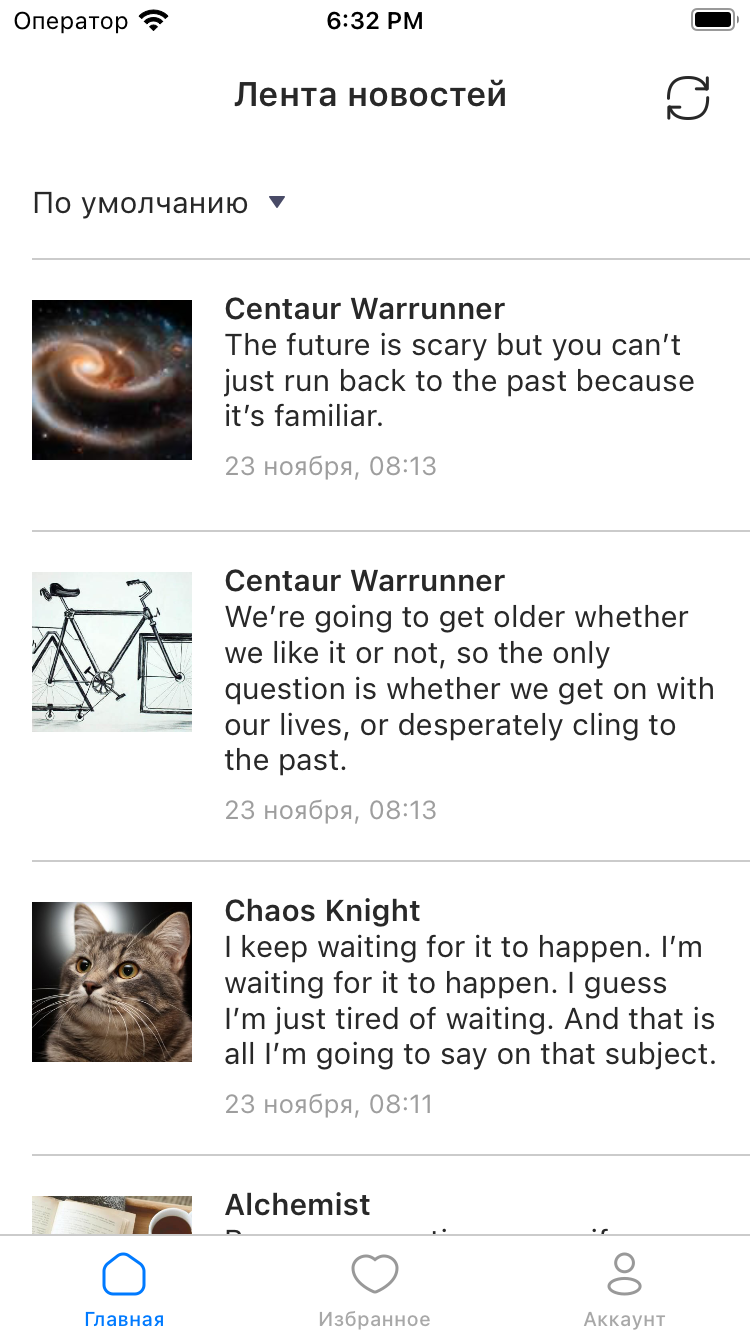 Оператор 6:32 PM
Лента новостей
По умолчанию
Centaur Warrunner
The future is scary but you can’t
just run back to the past because
it’s familiar.
23 ноября, 08:13
Centaur Warrunner
We’re going to get older whether
we like it or not, so the only
question is whether we get on with
our lives, or desperately cling to
the past.
23 ноября, 08:13
Chaos Knight
I keep waiting for it to happen. I’m
waiting for it to happen. I guess
I’m just tired of waiting. And that is
all I’m going to say on that subject.
23 ноября, 08:11
Alchemist
Главная Избранное Аккаунт